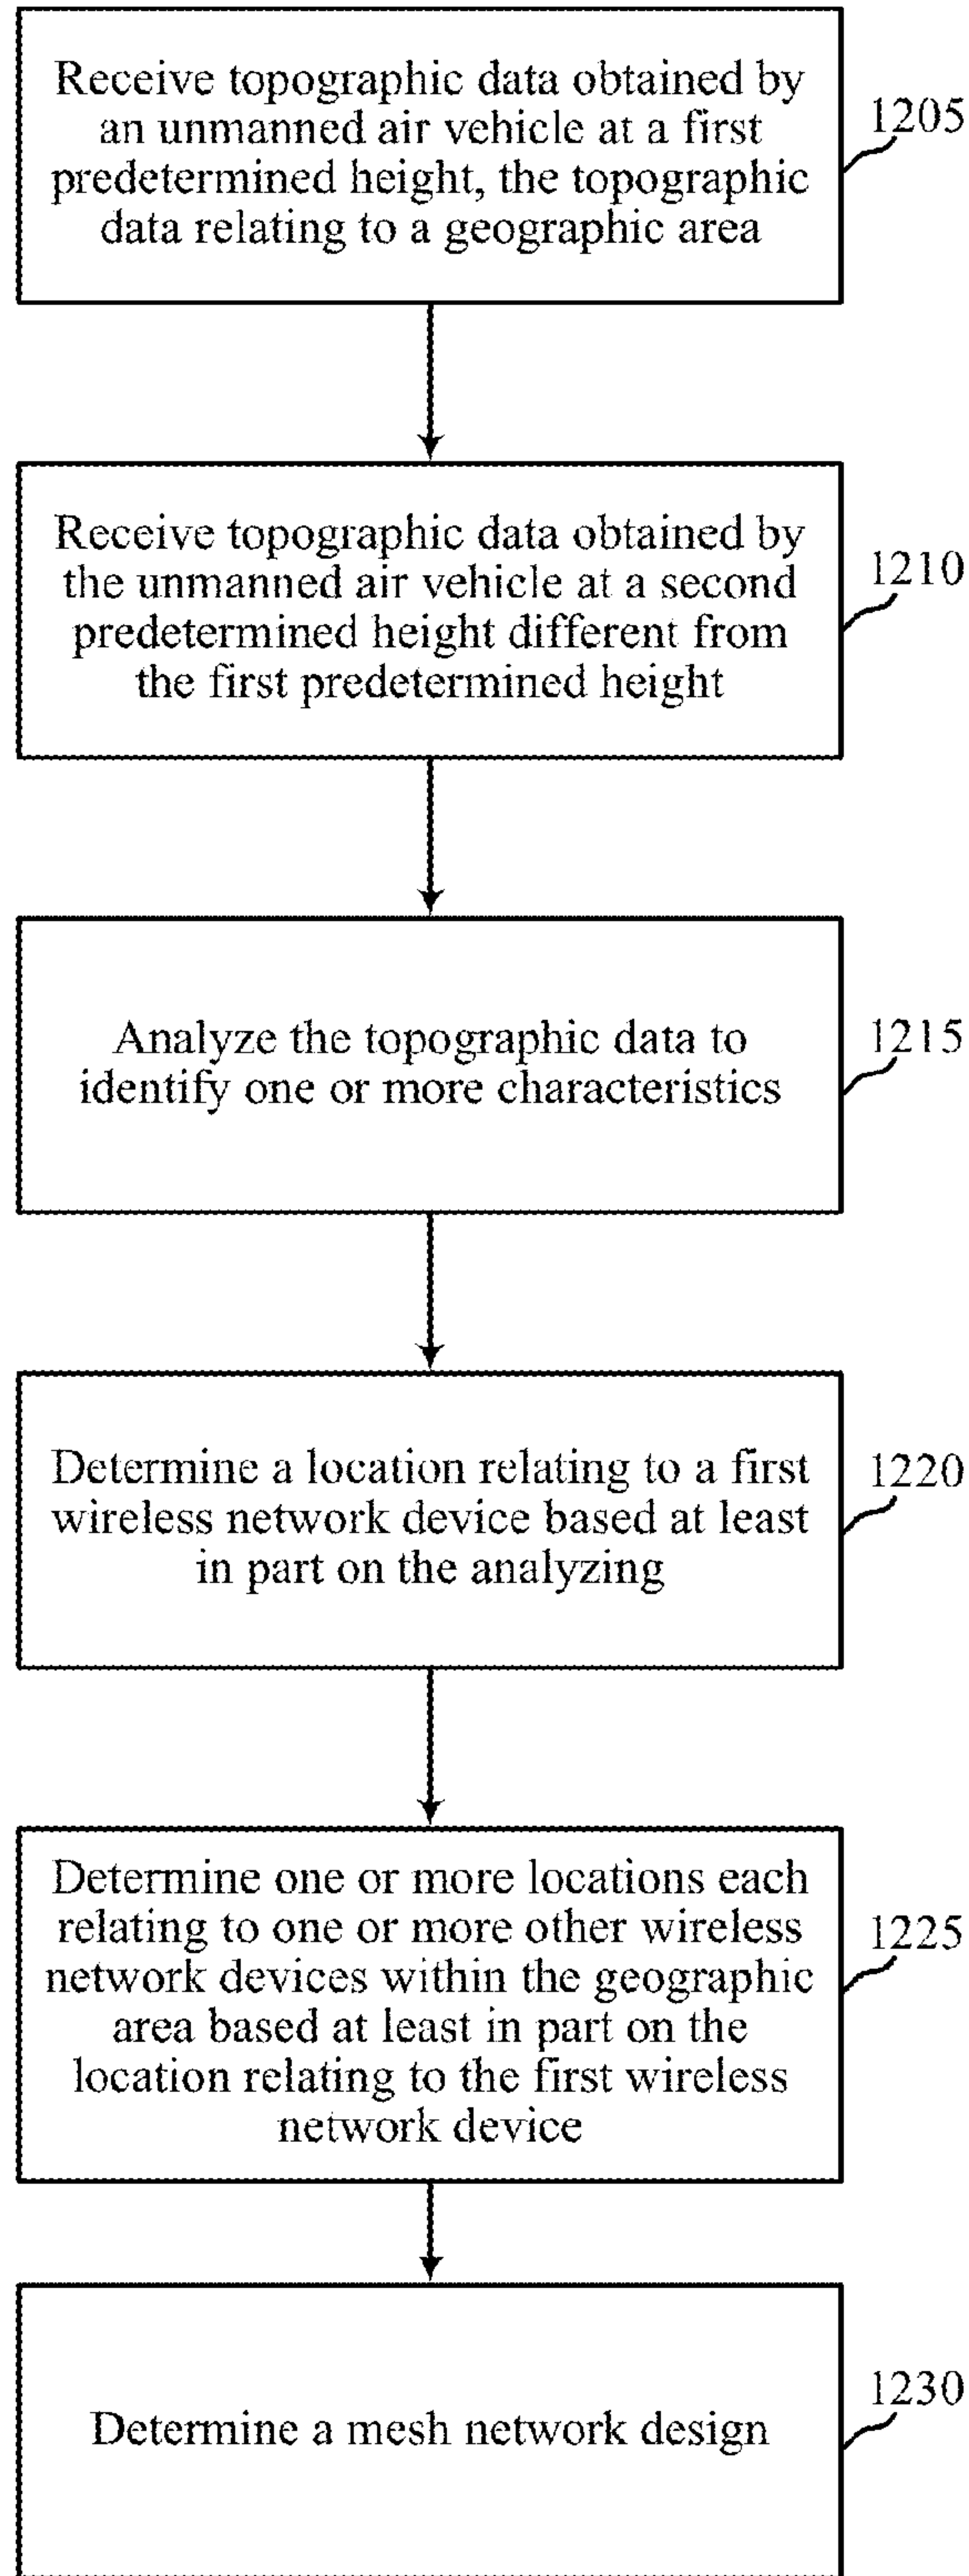 Receive topographic data obtained by
an unmanned air vehicle at a first
predetermined height, the topographic
data relating to a geographic area
1205
Receive topographic data obtained by
the unmanned air vehicle at a second
predetermined height different from
the first predetermined height
1210
Analyze the topographic data to
identify one or more characteristics
1215
Determine a location relating to a first
wireless network device based at least
in part on the analyzing
1220
Determine one or more locations each
relating to one or more other wireless
network devices within the geographic
area based at least in part on the
location relating to the first wireless
network device
1225
Determine a mesh network design
1230